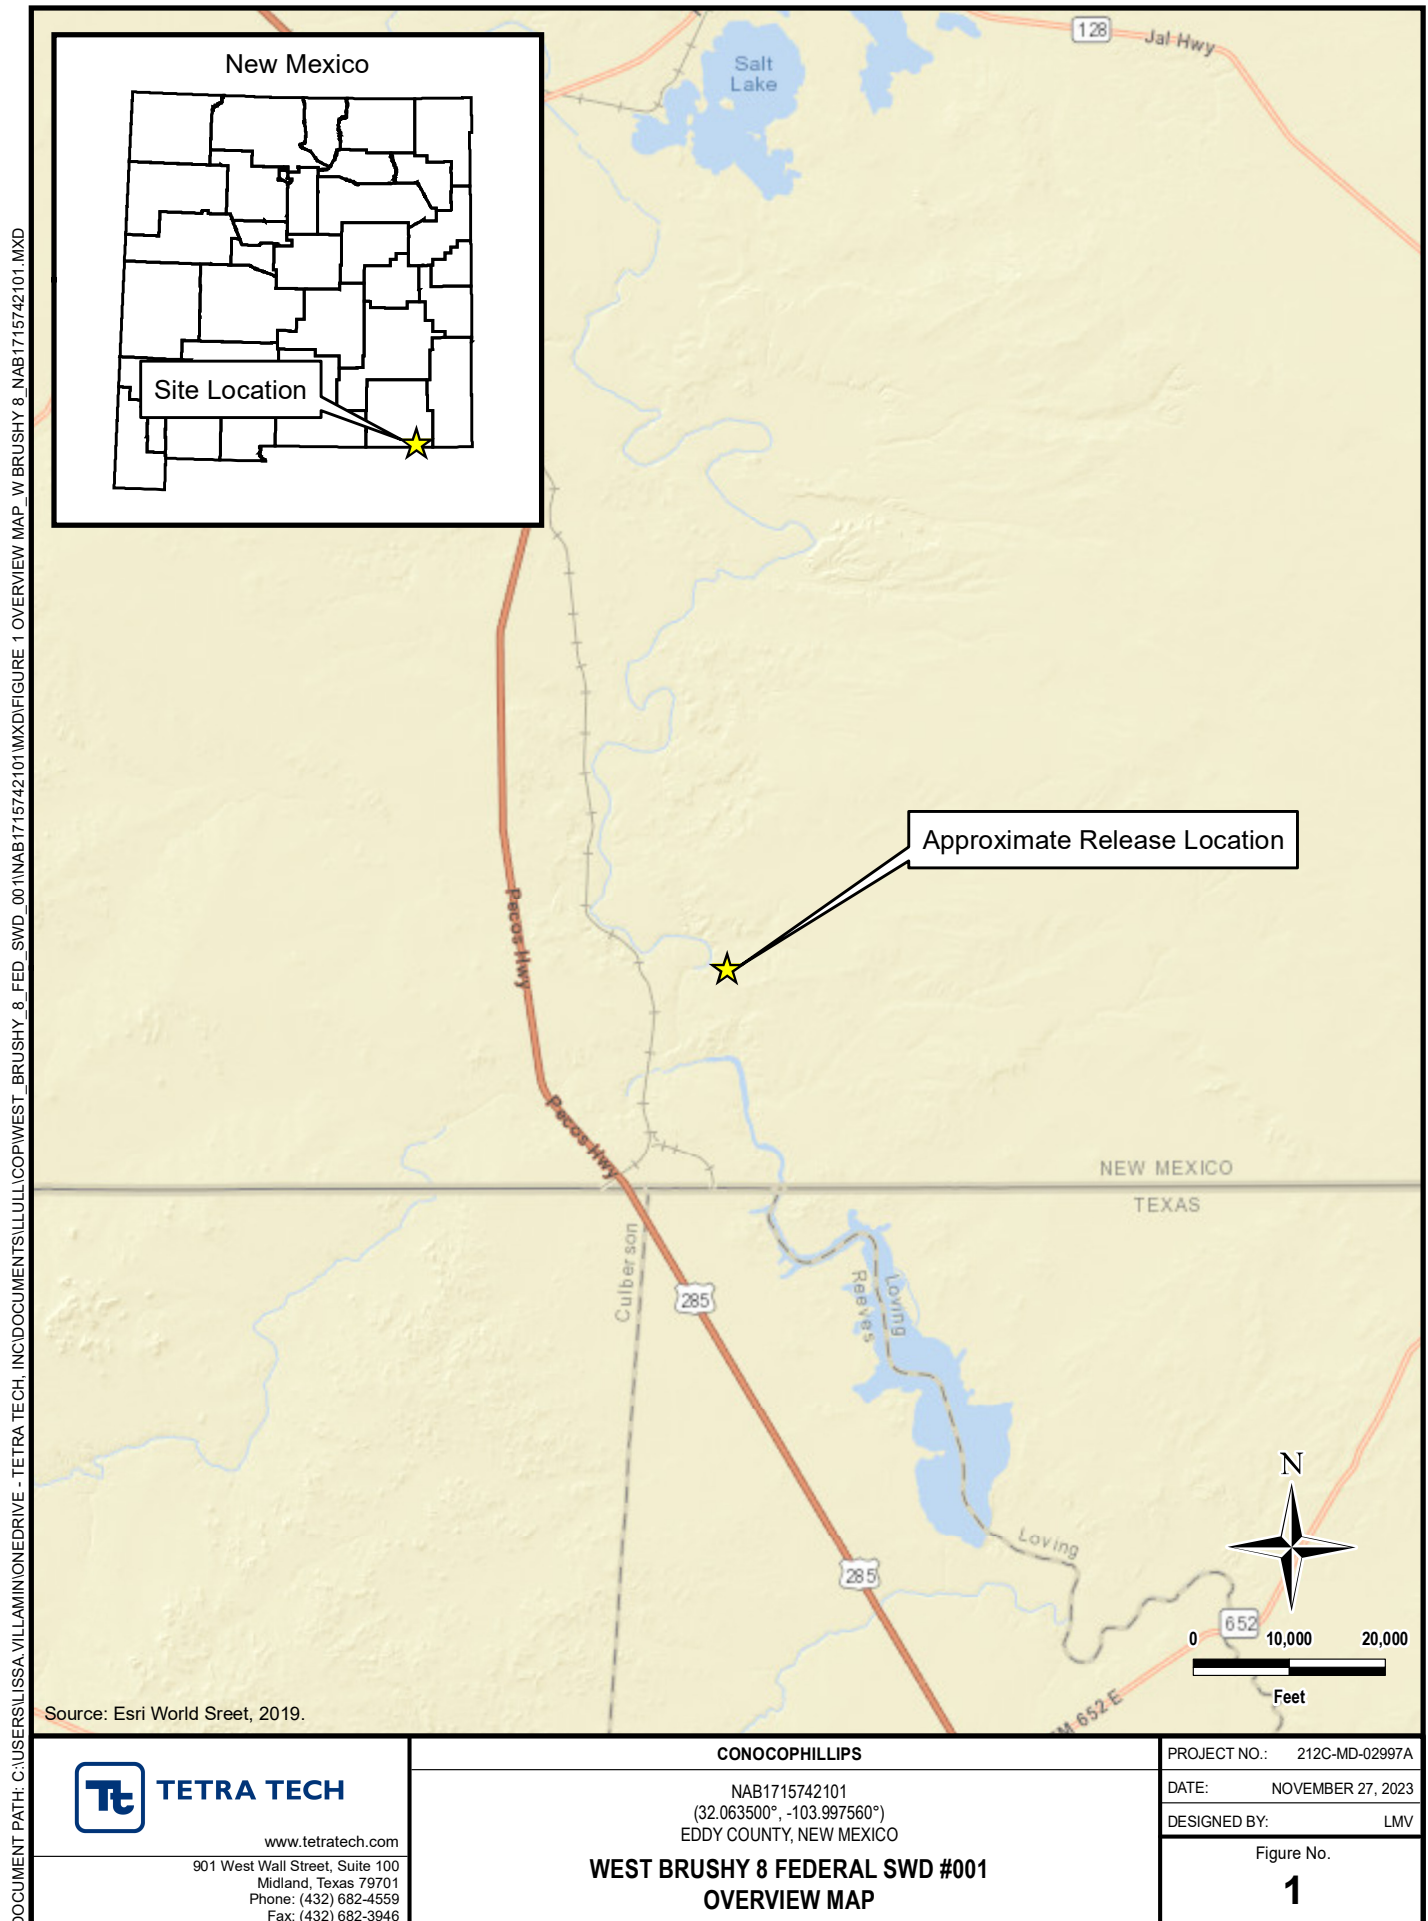 New Mexico
Site Location
Salt
Lake
128
Jal Hwy
Approximate Release Location
Pecos Hwy
Pecos Hwy
NEW MEXICO
TEXAS
Culberson
285
Reeves
Loving
285
Loving
N
652
0 10,000 20,000
Feet
FM 652 E
Source: Esri World Sreet, 2019.
DOCUMENT PATH: C:\USERS\LISSA.VILLAMIN\ONEDRIVE - TETRA TECH, INC\DOCUMENTS\LULL\COP\WEST_BRUSHY_8_FED_SWD_001\NAB1715742101\MXD\FIGURE 1 OVERVIEW MAP_W BRUSHY 8_NAB1715742101.MXD
Tt TETRA TECH
www.tetratech.com
901 West Wall Street, Suite 100
Midland, Texas 79701
Phone: (432) 682-4559
Fax: (432) 682-3946
CONOCOPHILLIPS
NAB1715742101
(32.063500°, -103.997560°)
EDDY COUNTY, NEW MEXICO
WEST BRUSHY 8 FEDERAL SWD #001
OVERVIEW MAP
PROJECT NO.: 212C-MD-02997A
DATE: NOVEMBER 27, 2023
DESIGNED BY: LMV
Figure No.
1